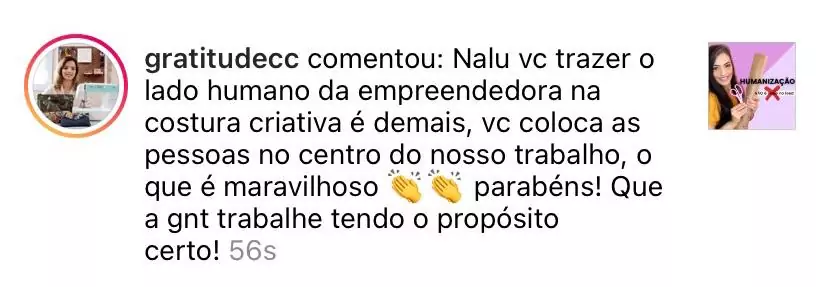 gratitudecc comentou: Nalu vc trazer o
lado humano da empreendedora na
costura criativa é demais, vc coloca as
pessoas no centro do nosso trabalho, o
que é maravilhoso 👏👏 parabéns! Que
a gnt trabalhe tendo o propósito
certo! 56s
HUMANIZAÇÃO